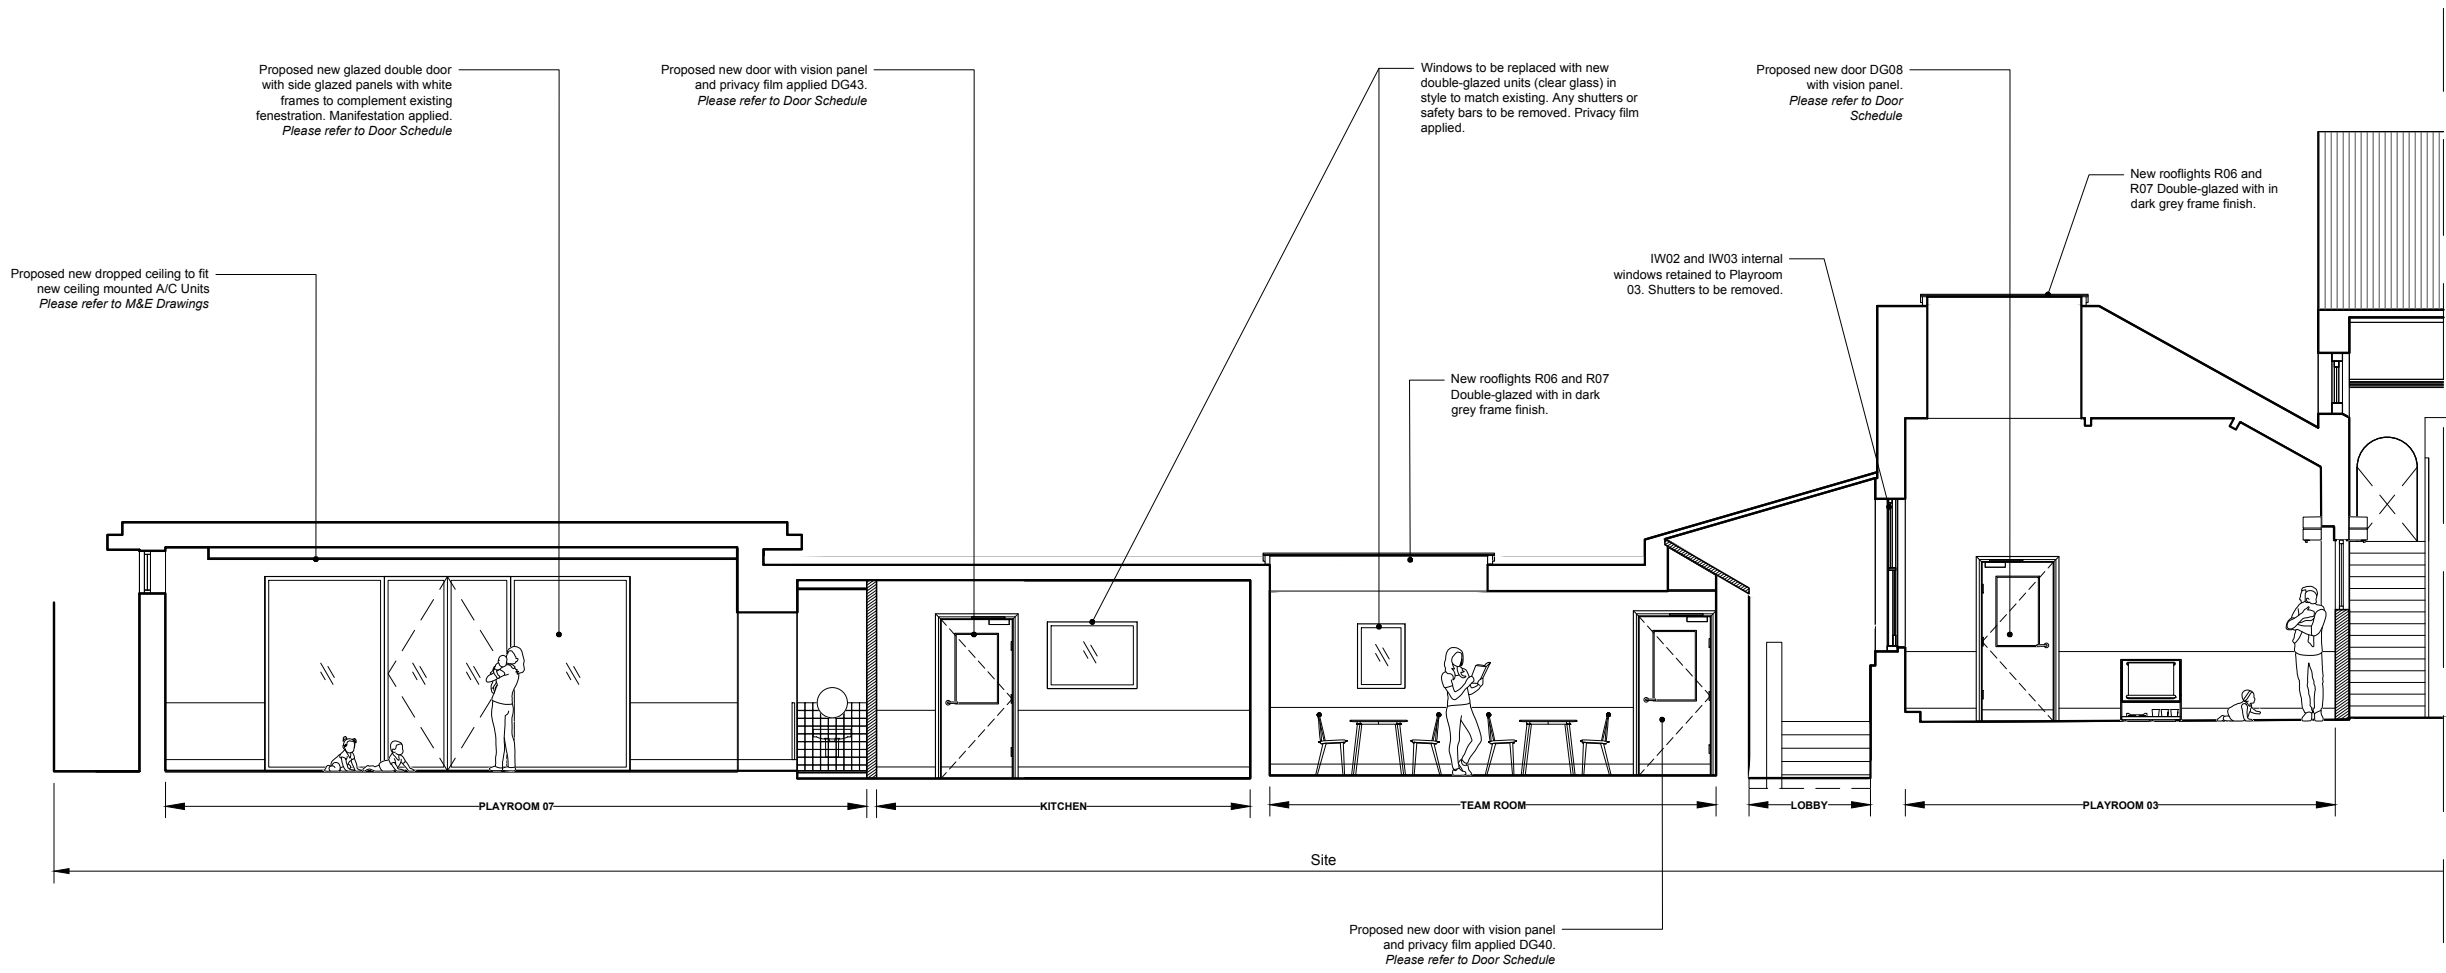 Proposed new glazed double door
with side glazed panels with white
frames to complement existing
fenestration. Manifestation applied.
Please refer to Door Schedule
Proposed new door with vision panel
and privacy film applied DG43.
Please refer to Door Schedule
Windows to be replaced with new
double-glazed units (clear glass) in
style to match existing. Any shutters or
safety bars to be removed. Privacy film
applied.
Proposed new door DG08
with vision panel.
Please refer to Door
Schedule
New rooflights R06 and
R07 Double-glazed with in
dark grey frame finish.
IW02 and IW03 internal
windows retained to Playroom
03. Shutters to be removed.
Proposed new dropped ceiling to fit
new ceiling mounted A/C Units
Please refer to M&E Drawings
New rooflights R06 and R07
Double-glazed with in dark
grey frame finish.
PLAYROOM 07
KITCHEN
TEAM ROOM
LOBBY
PLAYROOM 03
Site
Proposed new door with vision panel
and privacy film applied DG40.
Please refer to Door Schedule